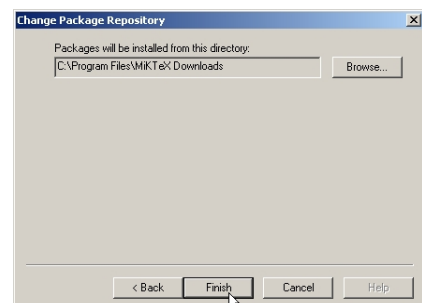 Change Package Repository
Packages will be installed from this directory:
C:\Program Files\MiKTeX Downloads
Browse...
< Back
Finish
Cancel
Help